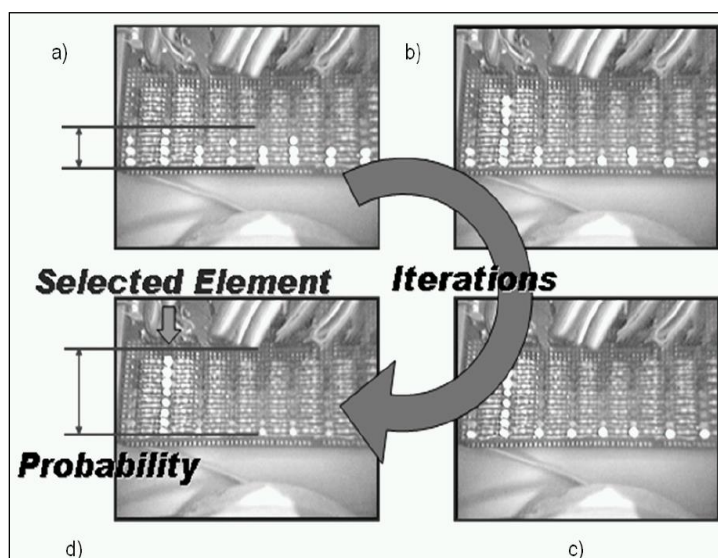 a)
b)
Selected Element
Iterations
Probability
d)
c)